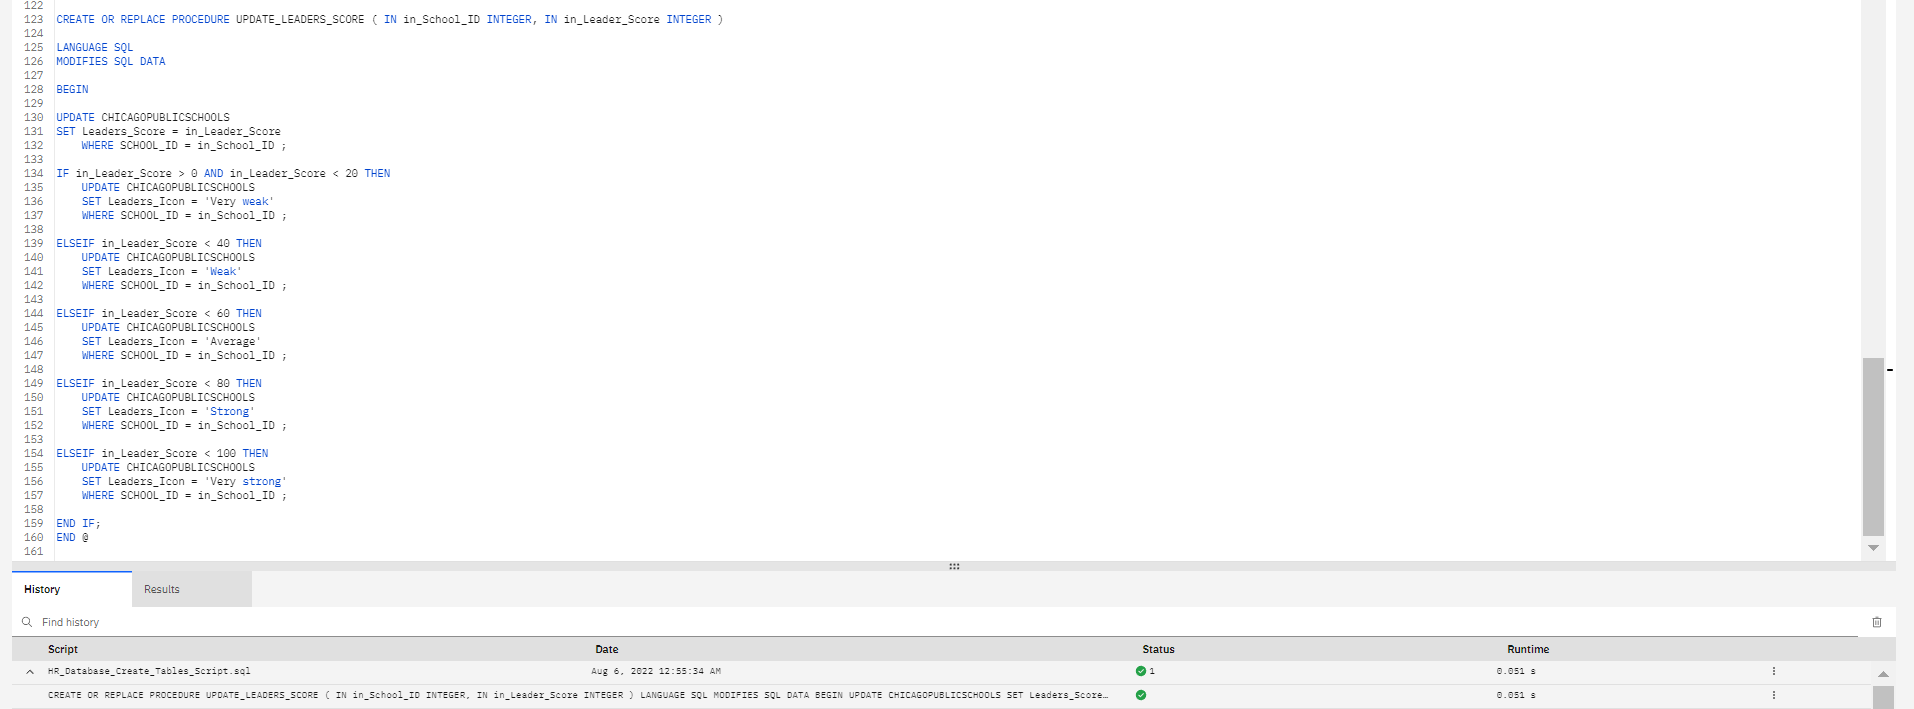 122
123 CREATE OR REPLACE PROCEDURE UPDATE_LEADERS_SCORE ( IN in_School_ID INTEGER, IN in_Leader_Score INTEGER )
124
125 LANGUAGE SQL
126 MODIFIES SQL DATA
127
128 BEGIN
129
130 UPDATE CHICAGOPUBLICSCHOOLS
131 SET Leaders_Score = in_Leader_Score
132 WHERE SCHOOL_ID = in_School_ID ;
133
134 IF in_Leader_Score > 0 AND in_Leader_Score < 20 THEN
135 UPDATE CHICAGOPUBLICSCHOOLS
136 SET Leaders_Icon = 'Very weak'
137 WHERE SCHOOL_ID = in_School_ID ;
138
139 ELSEIF in_Leader_Score < 40 THEN
140 UPDATE CHICAGOPUBLICSCHOOLS
141 SET Leaders_Icon = 'Weak'
142 WHERE SCHOOL_ID = in_School_ID ;
143
144 ELSEIF in_Leader_Score < 60 THEN
145 UPDATE CHICAGOPUBLICSCHOOLS
146 SET Leaders_Icon = 'Average'
147 WHERE SCHOOL_ID = in_School_ID ;
148
149 ELSEIF in_Leader_Score < 80 THEN
150 UPDATE CHICAGOPUBLICSCHOOLS
151 SET Leaders_Icon = 'Strong'
152 WHERE SCHOOL_ID = in_School_ID ;
153
154 ELSEIF in_Leader_Score < 100 THEN
155 UPDATE CHICAGOPUBLICSCHOOLS
156 SET Leaders_Icon = 'Very strong'
157 WHERE SCHOOL_ID = in_School_ID ;
158
159 END IF;
160 END @
161
History Results
Find history
Script Date Status Runtime
HR_Database_Create_Tables_Script.sql Aug 6, 2022 12:55:34 AM 1 0.051 s
CREATE OR REPLACE PROCEDURE UPDATE_LEADERS_SCORE ( IN in_School_ID INTEGER, IN in_Leader_Score INTEGER ) LANGUAGE SQL MODIFIES SQL DATA BEGIN UPDATE CHICAGOPUBLICSCHOOLS SET Leaders_Score… 0.051 s